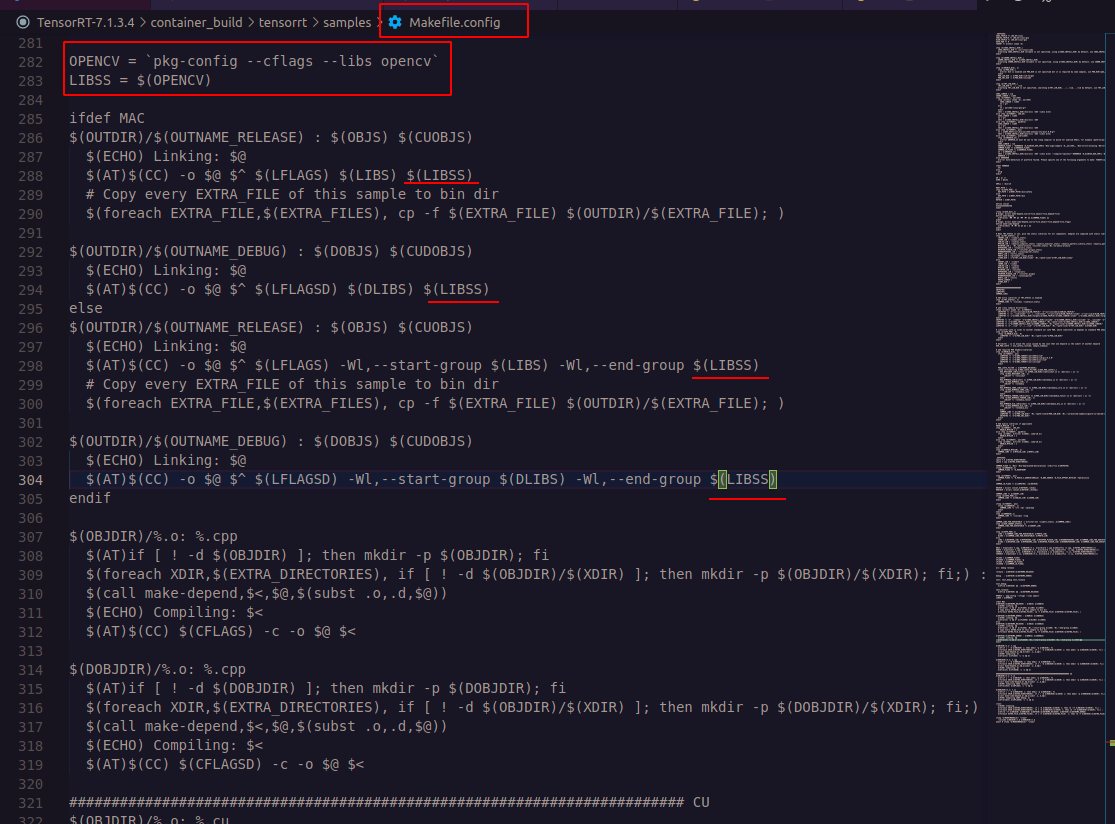 TensorRT-7.1.3.4 > container_build > tensorrt > samples > Makefile.config
281
282 OPENCV = `pkg-config --cflags --libs opencv`
283 LIBSS = $(OPENCV)
284
285 ifdef MAC
286 $(OUTDIR)/$(OUTNAME_RELEASE) : $(OBJS) $(CUOBJS)
287 $(ECHO) Linking: $@
288 $(AT)$(CC) -o $@ $^ $(LFLAGS) $(LIBS) $(LIBSS)
289 # Copy every EXTRA_FILE of this sample to bin dir
290 $(foreach EXTRA_FILE,$(EXTRA_FILES), cp -f $(EXTRA_FILE) $(OUTDIR)/$(EXTRA_FILE); )
291
292 $(OUTDIR)/$(OUTNAME_DEBUG) : $(DOBJS) $(CUDOBJS)
293 $(ECHO) Linking: $@
294 $(AT)$(CC) -o $@ $^ $(LFLAGSD) $(DLIBS) $(LIBSS)
295 else
296 $(OUTDIR)/$(OUTNAME_RELEASE) : $(OBJS) $(CUOBJS)
297 $(ECHO) Linking: $@
298 $(AT)$(CC) -o $@ $^ $(LFLAGS) -Wl,--start-group $(LIBS) -Wl,--end-group $(LIBSS)
299 # Copy every EXTRA_FILE of this sample to bin dir
300 $(foreach EXTRA_FILE,$(EXTRA_FILES), cp -f $(EXTRA_FILE) $(OUTDIR)/$(EXTRA_FILE); )
301
302 $(OUTDIR)/$(OUTNAME_DEBUG) : $(DOBJS) $(CUDOBJS)
303 $(ECHO) Linking: $@
304 $(AT)$(CC) -o $@ $^ $(LFLAGSD) -Wl,--start-group $(DLIBS) -Wl,--end-group $(LIBSS)
305 endif
306
307 $(OBJDIR)/%.o: %.cpp
308 $(AT)if [ ! -d $(OBJDIR) ]; then mkdir -p $(OBJDIR); fi
309 $(foreach XDIR,$(EXTRA_DIRECTORIES), if [ ! -d $(OBJDIR)/$(XDIR) ]; then mkdir -p $(OBJDIR)/$(XDIR); fi;) :
310 $(call make-depend,$<,$@,$(subst .o,.d,$@))
311 $(ECHO) Compiling: $<
312 $(AT)$(CC) $(CFLAGS) -c -o $@ $<
313
314 $(DOBJDIR)/%.o: %.cpp
315 $(AT)if [ ! -d $(DOBJDIR) ]; then mkdir -p $(DOBJDIR); fi
316 $(foreach XDIR,$(EXTRA_DIRECTORIES), if [ ! -d $(OBJDIR)/$(XDIR) ]; then mkdir -p $(DOBJDIR)/$(XDIR); fi;)
317 $(call make-depend,$<,$@,$(subst .o,.d,$@))
318 $(ECHO) Compiling: $<
319 $(AT)$(CC) $(CFLAGSD) -c -o $@ $<
320
321 ######################################################################### CU
322 $(OBJDIR)/%.o: %.cu